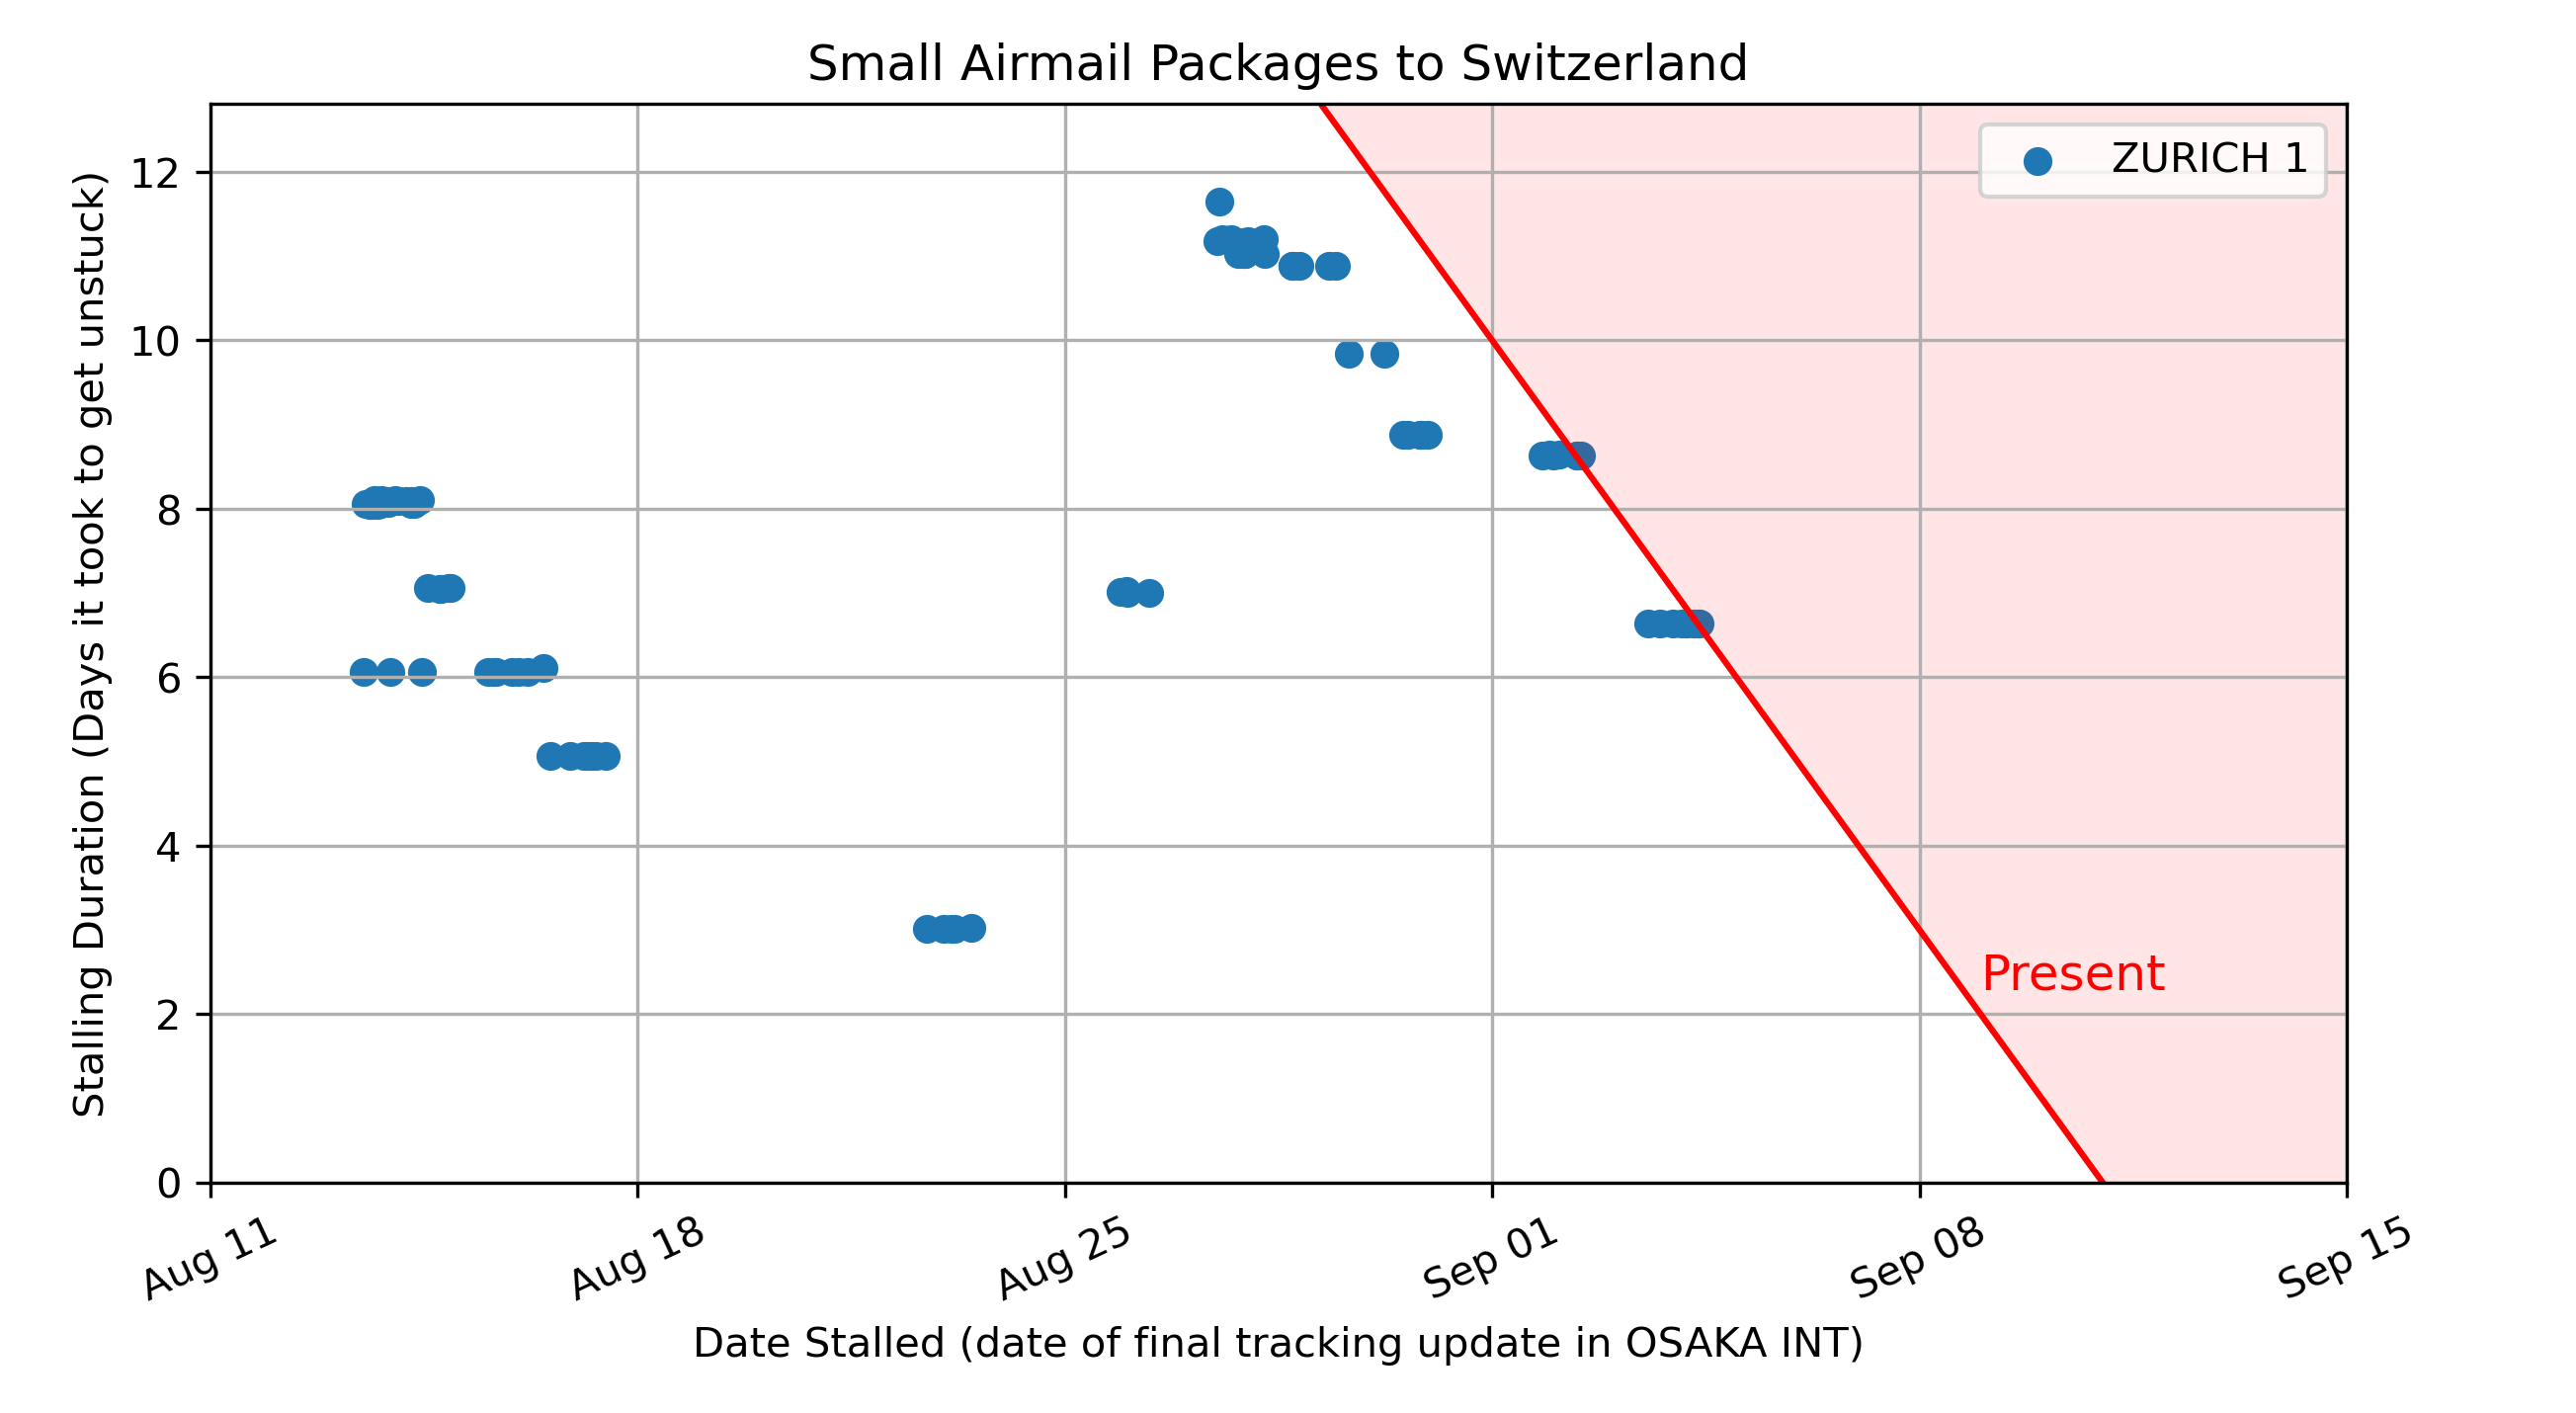 Small Airmail Packages to Switzerland
ZURICH 1
Stalling Duration (Days it took to get unstuck)
12
10
8
6
4
2
0
Present
Aug 11
Aug 18
Aug 25
Sep 01
Sep 08
Sep 15
Date Stalled (date of final tracking update in OSAKA INT)